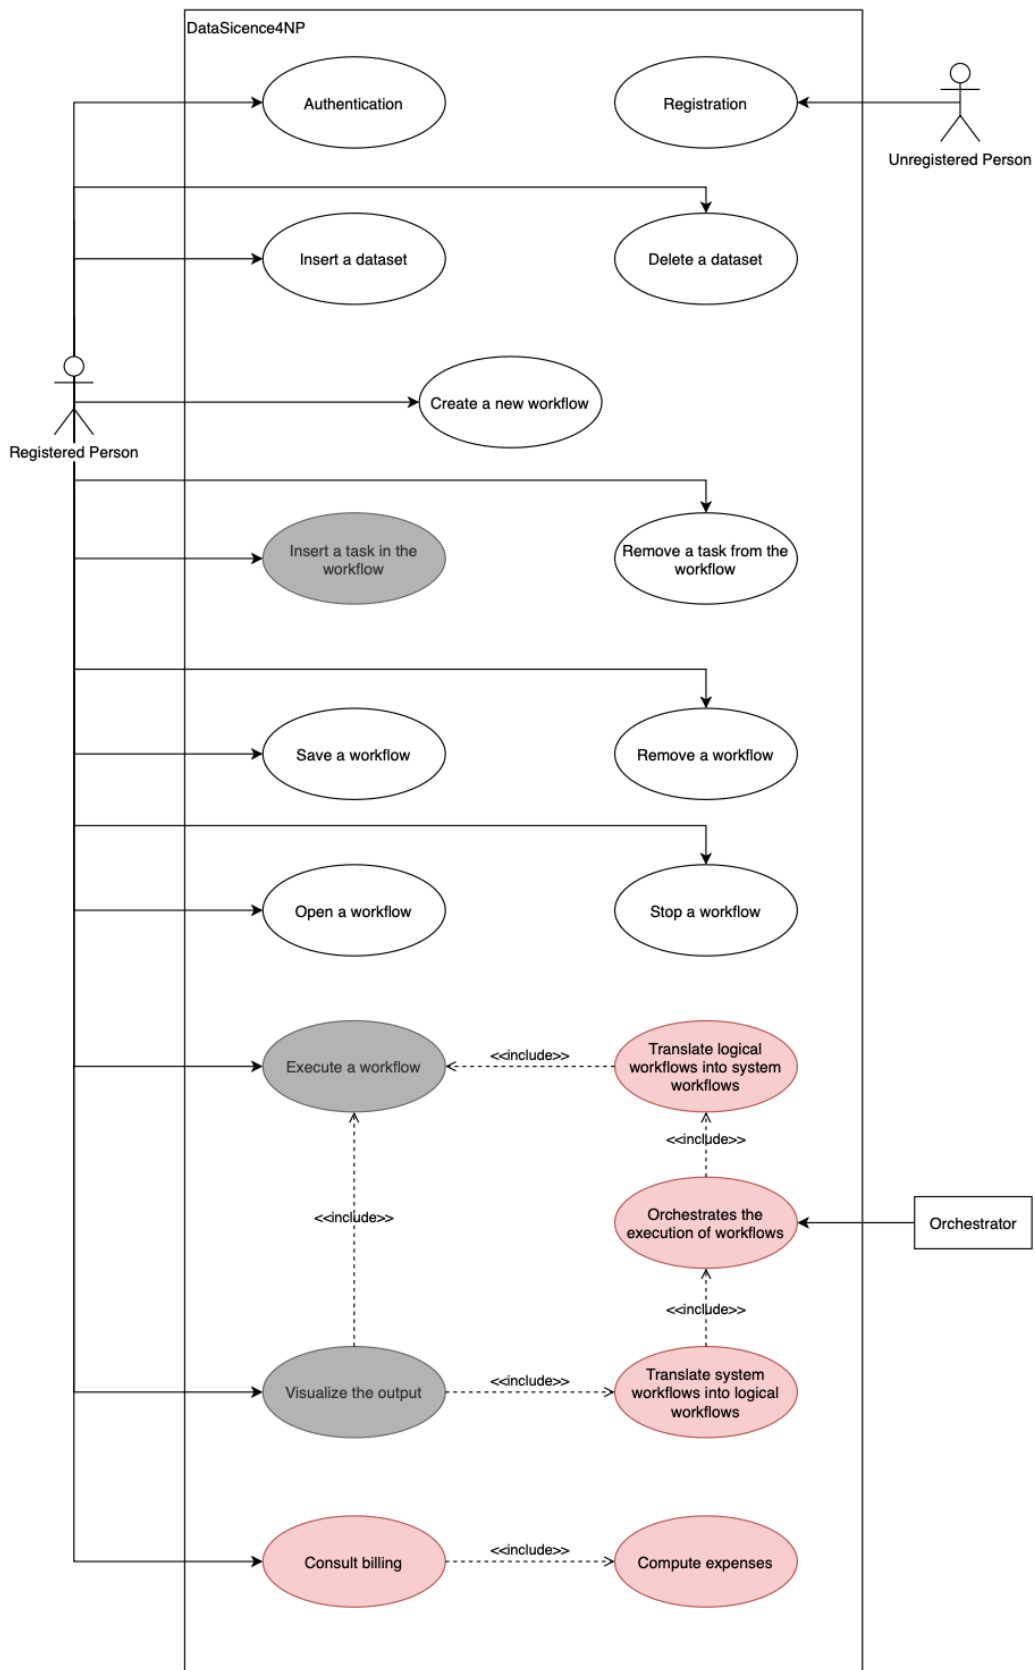 DataSicence4NP
Authentication
Registration
Unregistered Person
Insert a dataset
Delete a dataset
Create a new workflow
Registered Person
Insert a task in the
workflow
Remove a task from the
workflow
Save a workflow
Remove a workflow
Open a workflow
Stop a workflow
Execute a workflow
<<include>>
Translate logical
workflows into system
workflows
<<include>>
<<include>>
Orchestrates the
execution of workflows
Orchestrator
<<include>>
Visualize the output
<<include>>
Translate system
workflows into logical
workflows
Consult billing
<<include>>
Compute expenses